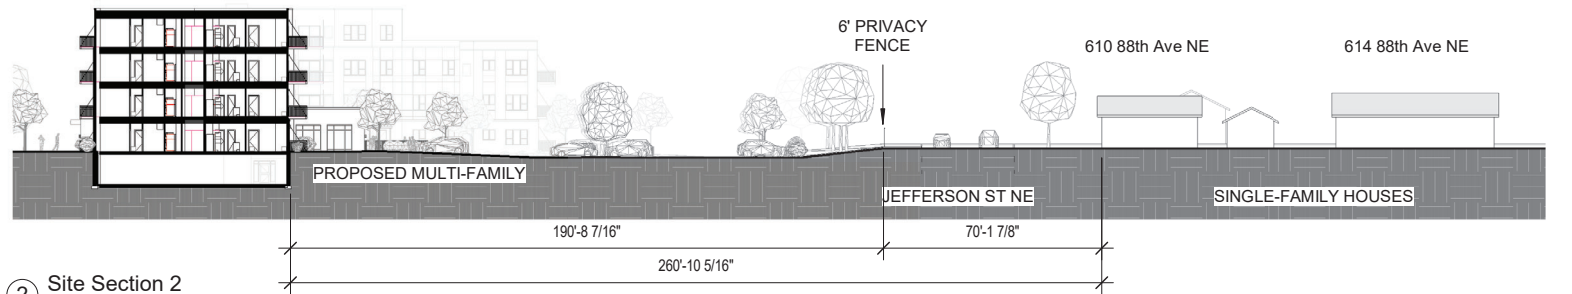 6' PRIVACY
FENCE
610 88th Ave NE
614 88th Ave NE
PROPOSED MULTI-FAMILY
JEFFERSON ST NE
SINGLE-FAMILY HOUSES
190'-8 7/16"
70'-1 7/8"
260'-10 5/16"
2 Site Section 2